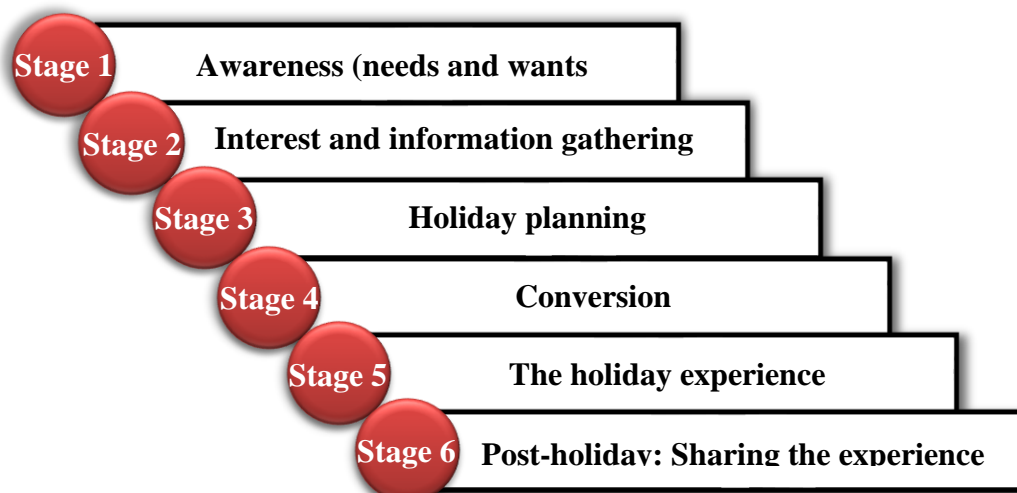 Stage 1 Awareness (needs and wants
Stage 2 Interest and information gathering
Stage 3 Holiday planning
Stage 4 Conversion
Stage 5 The holiday experience
Stage 6 Post-holiday: Sharing the experience